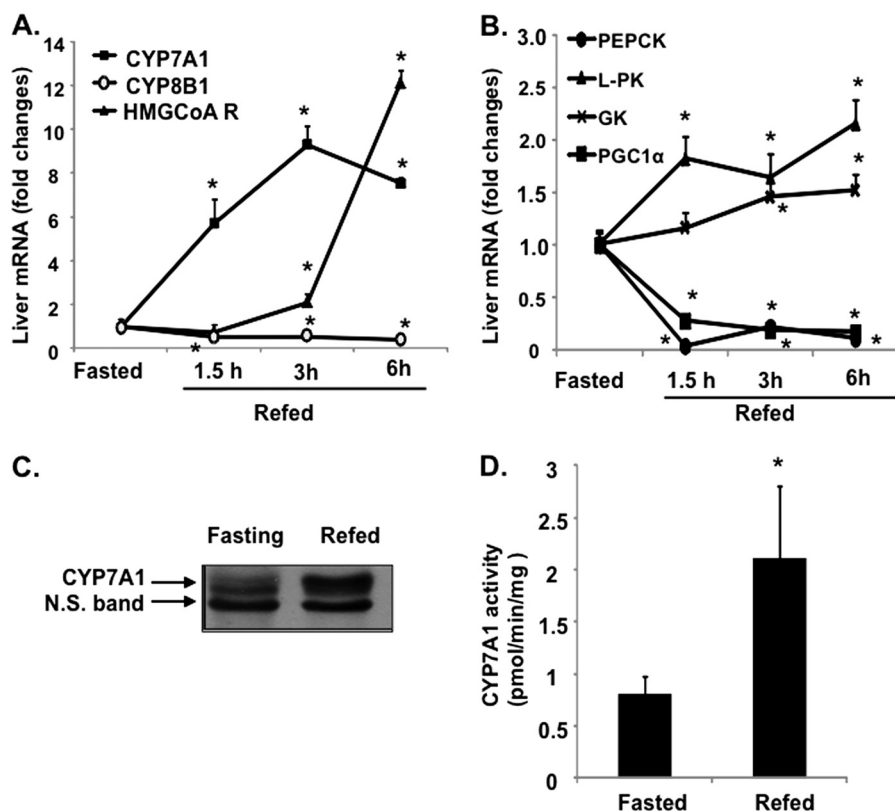 A.
Liver mRNA (fold changes)
14
12
10
8
6
4
2
0
CYP7A1
CYP8B1
HMGCoA R
*
*
*
*
*
*
*
*
Fasted
1.5 h
3h
6h
Refed
B.
Liver mRNA (fold changes)
3.0
2.5
2.0
1.5
1.0
0.5
0
PEPCK
L-PK
GK
PGC1α
*
*
*
*
*
*
*
*
*
*
*
Fasted
1.5 h
3h
6h
Refed
C.
Fasting Refed
CYP7A1
N.S. band
D.
CYP7A1 activity
(pmol/min/mg )
3
2.5
2
1.5
1
0.5
0
*
Fasted
Refed